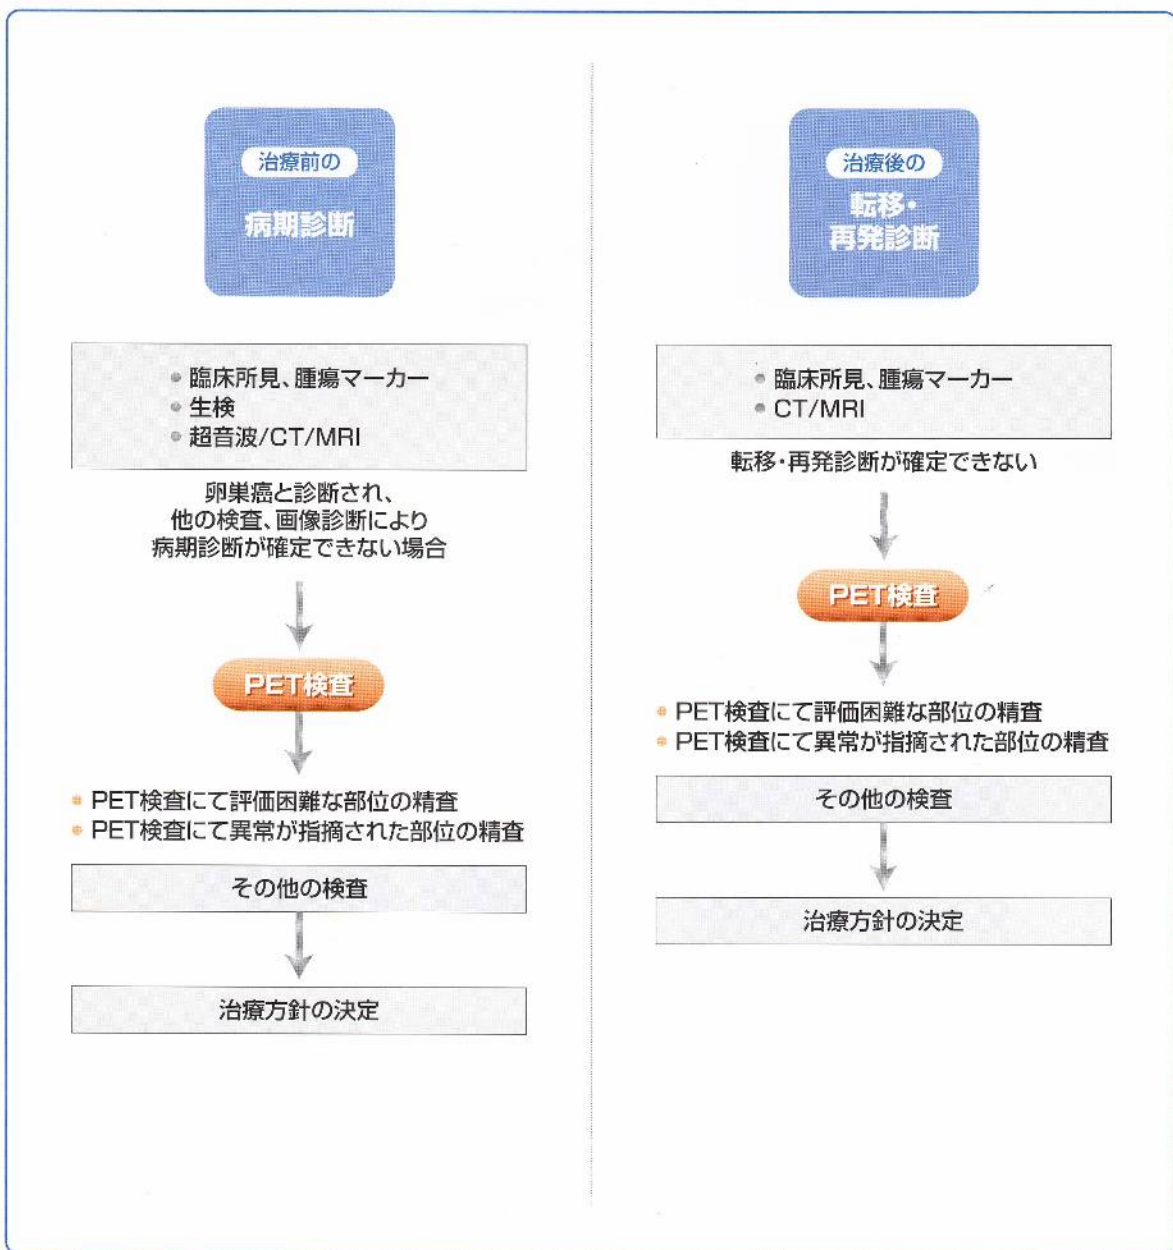 治療前の
病期診断
● 臨床所見、腫瘍マーカー
● 生検
● 超音波/CT/MRI
卵巣癌と診断され、
他の検査、画像診断により
病期診断が確定できない場合
PET検査
● PET検査にて評価困難な部位の精査
● PET検査にて異常が指摘された部位の精査
その他の検査
治療方針の決定
治療後の
転移・
再発診断
● 臨床所見、腫瘍マーカー
● CT/MRI
転移・再発診断が確定できない
PET検査
● PET検査にて評価困難な部位の精査
● PET検査にて異常が指摘された部位の精査
その他の検査
治療方針の決定